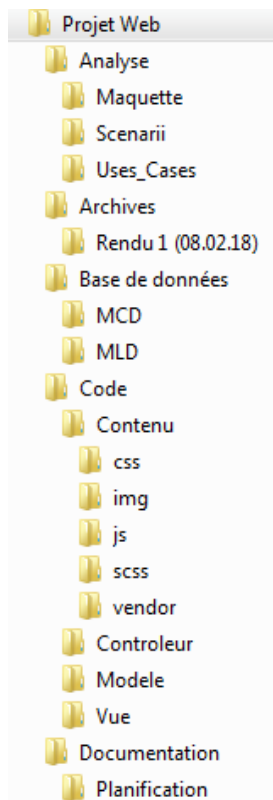 Projet Web
Analyse
Maquette
Scenarii
Uses_Cases
Archives
Rendu 1 (08.02.18)
Base de données
MCD
MLD
Code
Contenu
css
img
js
scss
vendor
Controleur
Modele
Vue
Documentation
Planification